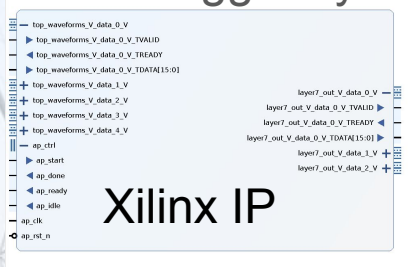 top_waveforms_V_data_0_V
top_waveforms_V_data_0_V_TVALID
top_waveforms_V_data_0_V_TREADY
top_waveforms_V_data_0_V_TDATA[15:0]
top_waveforms_V_data_1_V
top_waveforms_V_data_2_V
top_waveforms_V_data_3_V
top_waveforms_V_data_4_V
ap_ctrl
ap_start
ap_done
ap_ready
ap_idle
ap_clk
ap_rst_n
layer7_out_V_data_0_V
layer7_out_V_data_0_V_TVALID
layer7_out_V_data_0_V_TREADY
layer7_out_V_data_0_V_TDATA[15:0]
layer7_out_V_data_1_V
layer7_out_V_data_2_V
Xilinx IP